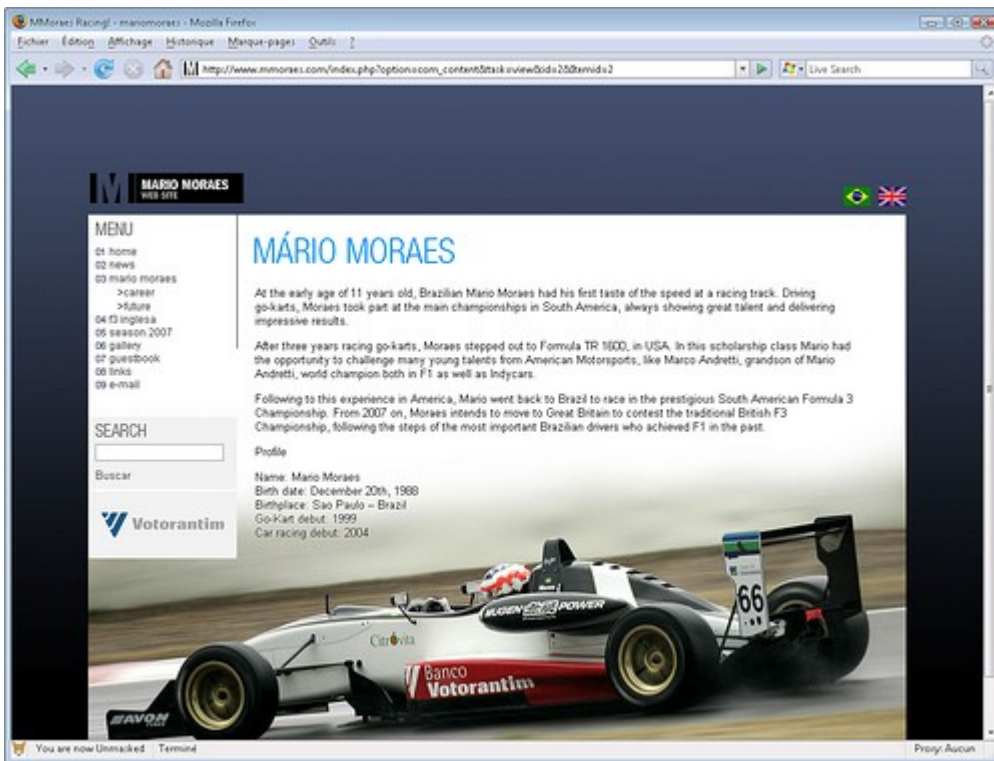 MMoraes Racing! - mariomoraes - Mozilla Firefox
Fichier Édition Affichage Historique Marque-pages Outils ?
http://www.mmoraes.com/index.php?option=com_content&task=view&id=2&Itemid=2
Live Search
M MARIO MORAES
WEB SITE
MENU
01 home
02 news
03 mario moraes
>career
>future
04 f3 inglesa
05 season 2007
06 gallery
07 guestbook
08 links
09 e-mail
SEARCH
Buscar
Votorantim
MÁRIO MORAES
At the early age of 11 years old, Brazilian Mario Moraes had his first taste of the speed at a racing track. Driving
go-karts, Moraes took part at the main championships in South America, always showing great talent and delivering
impressive results.
After three years racing go-karts, Moraes stepped out to Formula TR 1600, in USA. In this scholarship class Mario had
the opportunity to challenge many young talents from American Motorsports, like Marco Andretti, grandson of Mario
Andretti, world champion both in F1 as well as Indycars.
Following to this experience in America, Mario went back to Brazil to race in the prestigious South American Formula 3
Championship. From 2007 on, Moraes intends to move to Great Britain to contest the traditional British F3
Championship, following the steps of the most important Brazilian drivers who achieved F1 in the past.
Profile
Name: Mario Moraes
Birth date: December 20th, 1988
Birthplace: Sao Paulo – Brazil
Go-Kart debut: 1999
Car racing debut: 2004
66
MUGEN POWER
Citrovita
Banco
Votorantim
AVON
You are now Unmasked Terminé
Proxy: Aucun